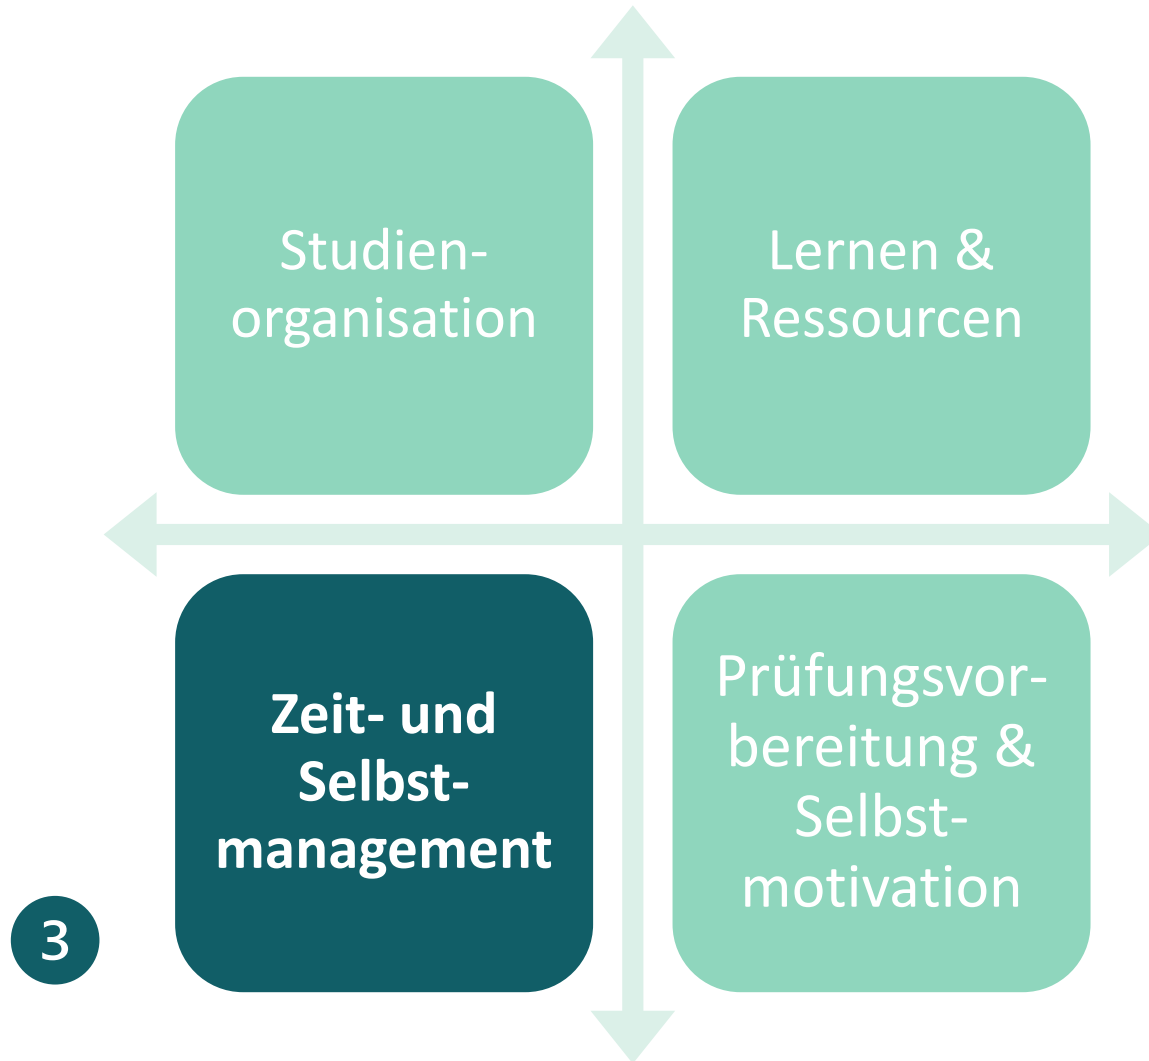 Studien-
organisation
Lernen &
Ressourcen
Zeit- und
Selbst-
management
Prüfungsvor-
bereitung &
Selbst-
motivation
3